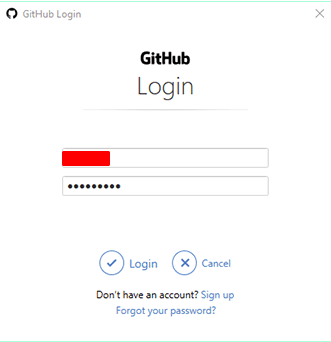 GitHub Login
GitHub
Login
•••••••••
Login Cancel
Don't have an account? Sign up
Forgot your password?